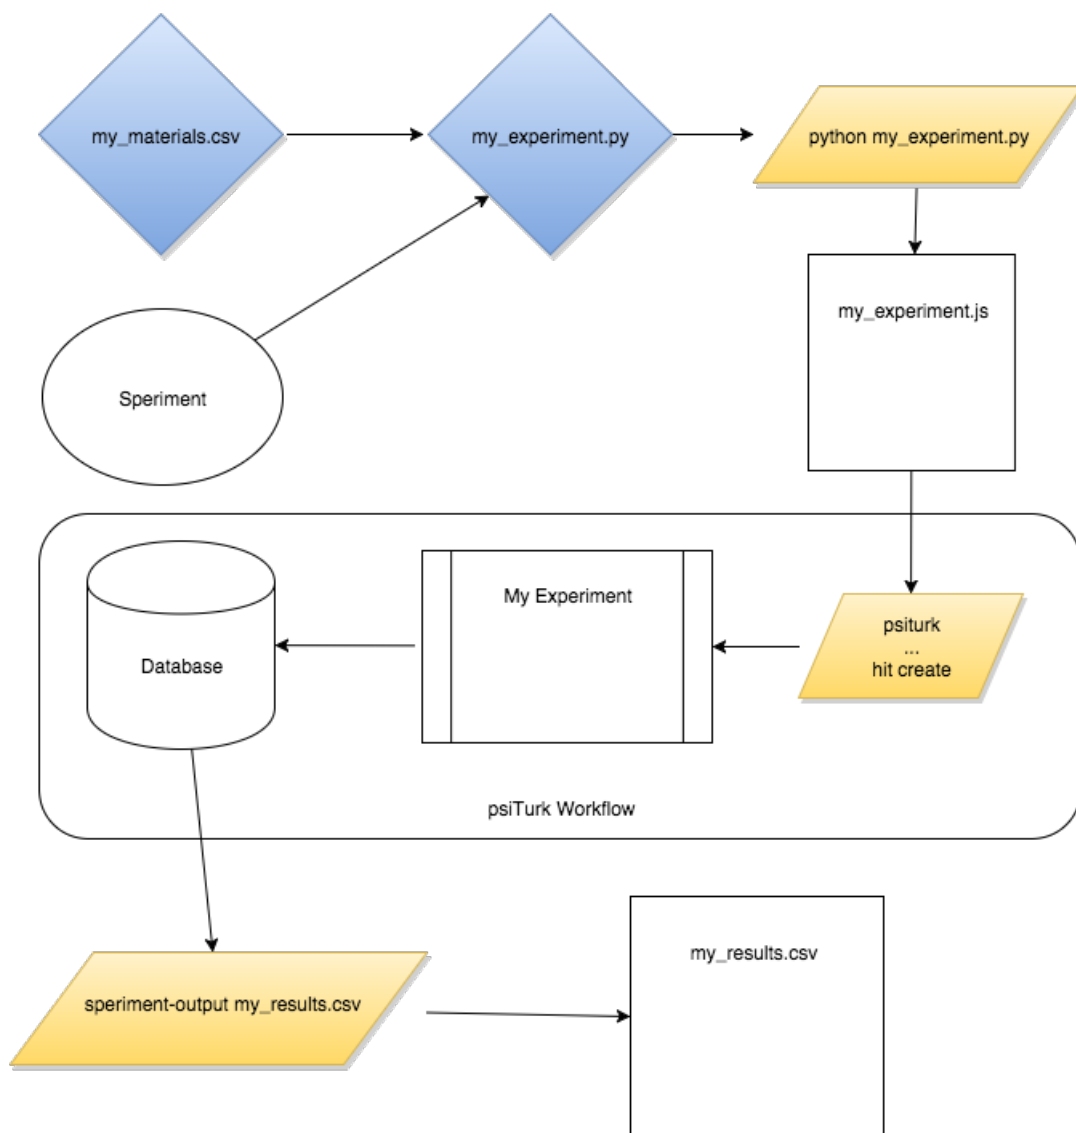 my_materials.csv
my_experiment.py
python my_experiment.py
my_experiment.js
Speriment
My Experiment
psiturk
...
hit create
Database
psiTurk Workflow
speriment-output my_results.csv
my_results.csv